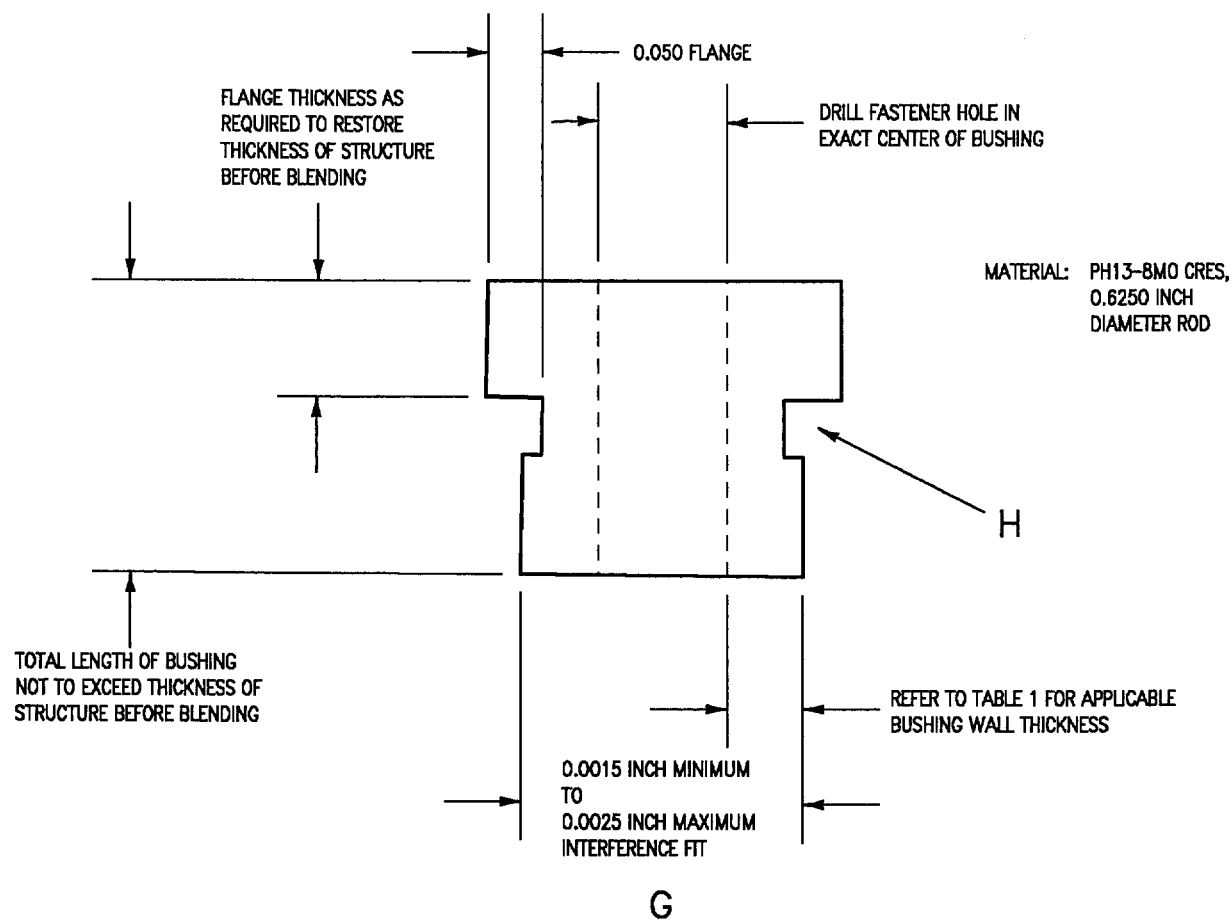 0.050 FLANGE
FLANGE THICKNESS AS
REQUIRED TO RESTORE
THICKNESS OF STRUCTURE
BEFORE BLENDING
DRILL FASTENER HOLE IN
EXACT CENTER OF BUSHING
MATERIAL: PH13-8MO CRES,
0.6250 INCH
DIAMETER ROD
H
TOTAL LENGTH OF BUSHING
NOT TO EXCEED THICKNESS OF
STRUCTURE BEFORE BLENDING
REFER TO TABLE 1 FOR APPLICABLE
BUSHING WALL THICKNESS
0.0015 INCH MINIMUM
TO
0.0025 INCH MAXIMUM
INTERFERENCE FIT
G